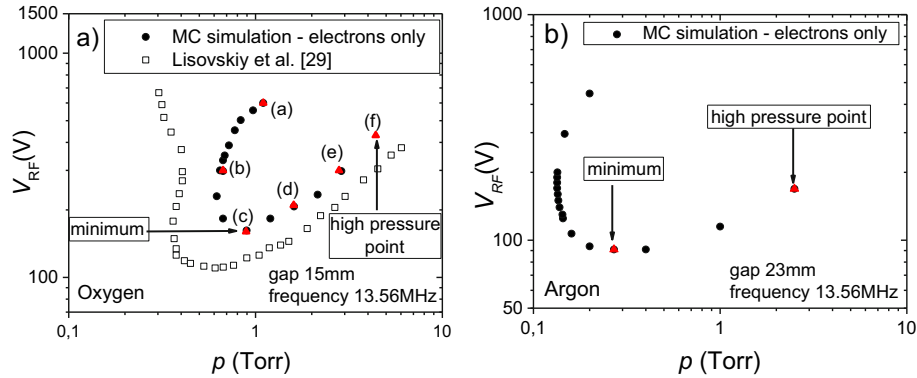 a)
MC simulation - electrons only
Lisovskiy et al. [29]
1500
1000
100
V_RF(V)
(a)
(b)
(c)
(d)
(e)
(f)
minimum
high pressure
point
gap 15mm
frequency 13.56MHz
Oxygen
0,1
1
10
p (Torr)
b)
MC simulation - electrons only
1000
100
50
V_RF(V)
high pressure point
minimum
gap 23mm
frequency 13.56MHz
Argon
0,1
1
10
p (Torr)